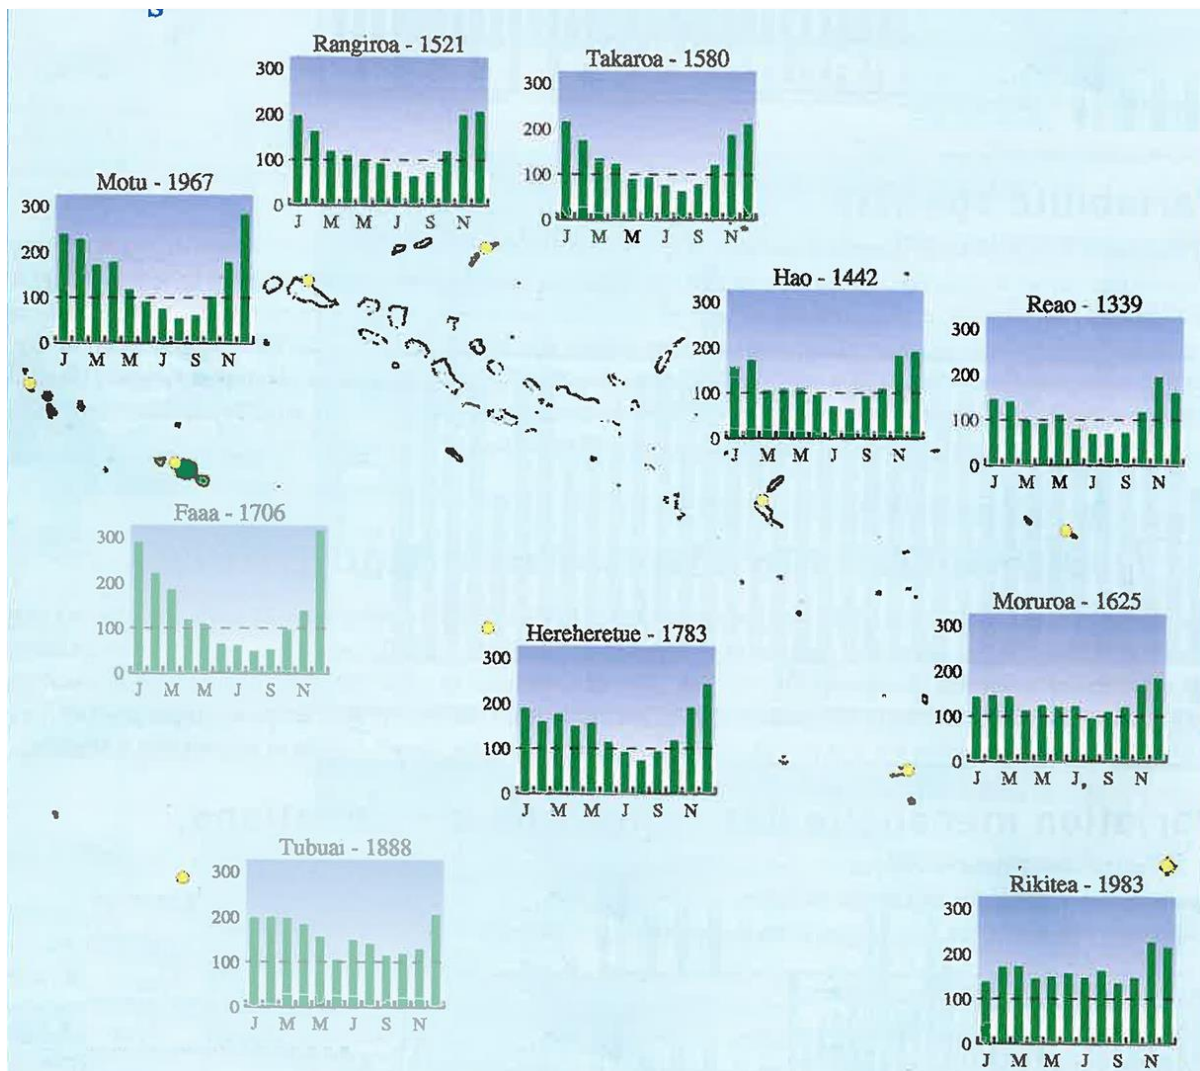 s
Rangiroa - 1521
300
200
100
0
J M M J S N
Takaroa - 1580
300
200
100
0
J M M J S N
Motu - 1967
300
200
100
0
J M M J S N
Hao - 1442
300
200
100
0
J M M J S N
Reao - 1339
300
200
100
0
J M M J S N
Faaa - 1706
300
200
100
0
J M M J S N
Hereheretue - 1783
300
200
100
0
J M M J S N
Moruroa - 1625
300
200
100
0
J M M J S N
Tubuai - 1888
300
200
100
0
J M M J S N
Rikitea - 1983
300
200
100
0
J M M J S N